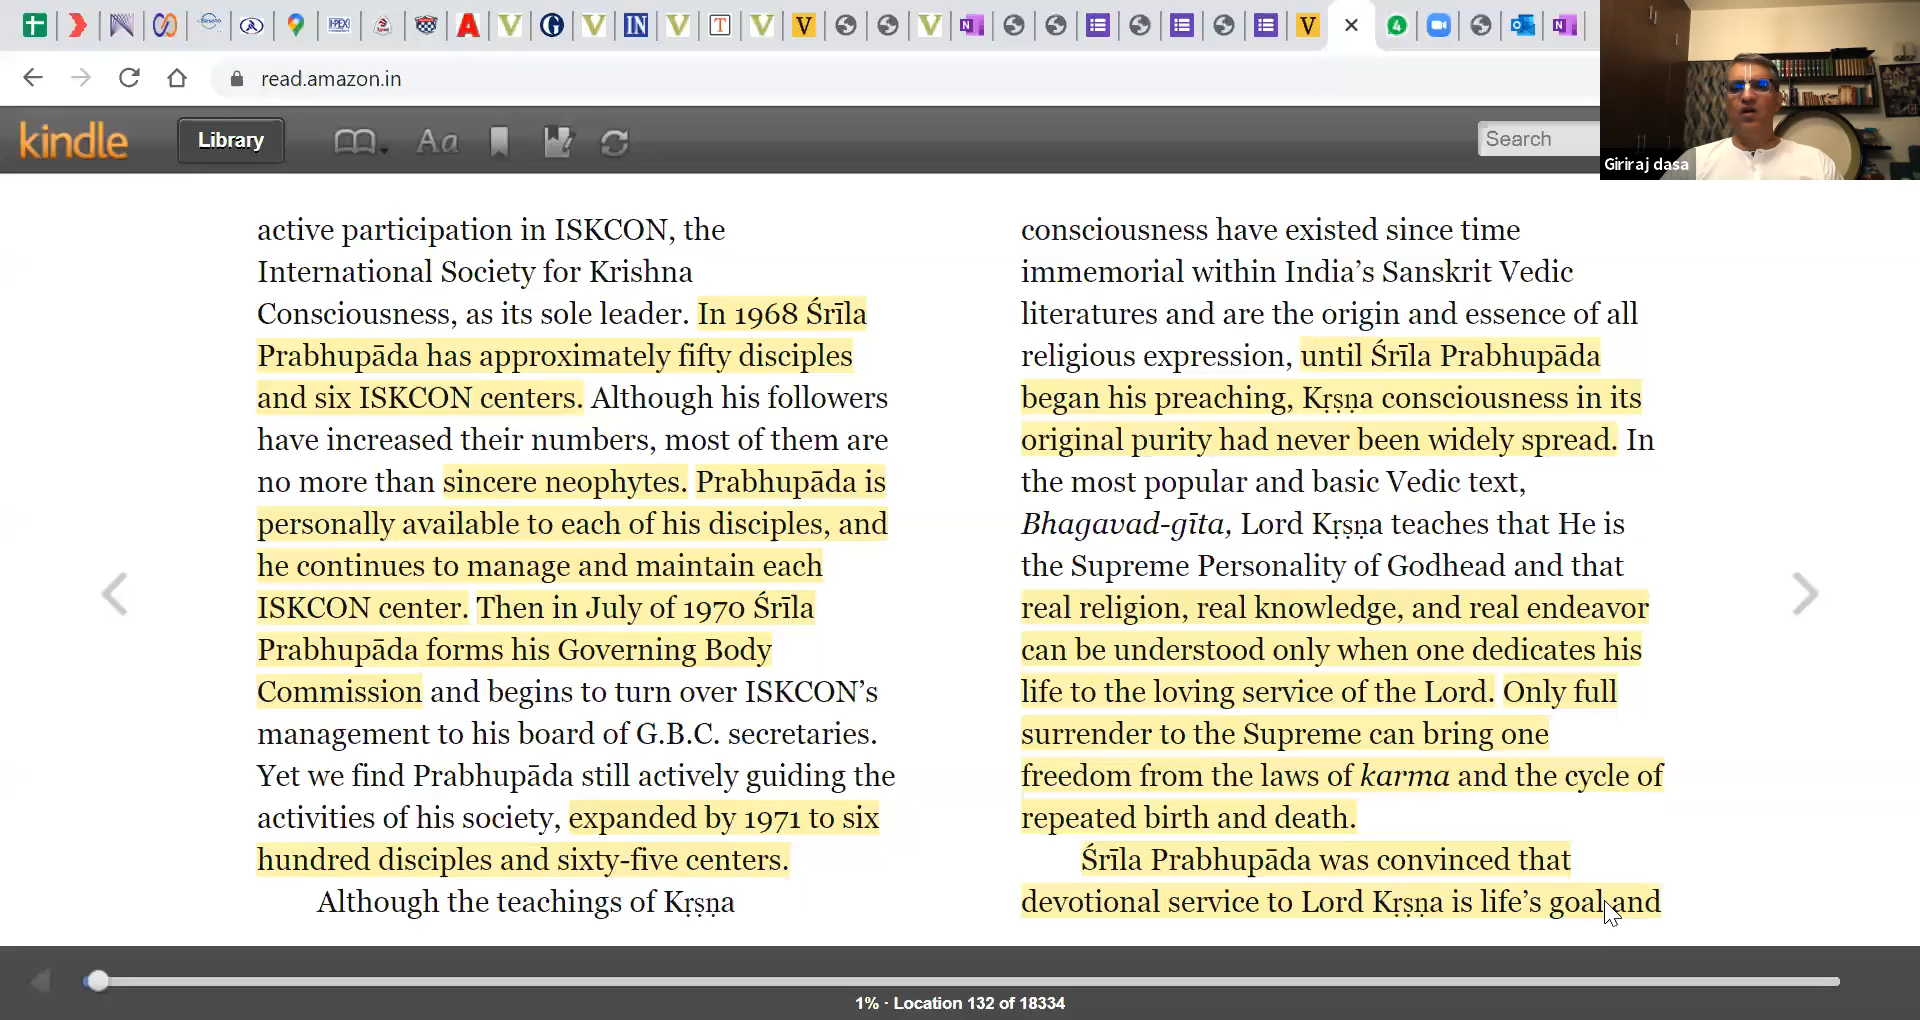 read.amazon.in
kindle
Library
Aa
Search
Giriraj dasa
active participation in ISKCON, the
International Society for Krishna
Consciousness, as its sole leader. In 1968 Śrīla
Prabhupāda has approximately fifty disciples
and six ISKCON centers. Although his followers
have increased their numbers, most of them are
no more than sincere neophytes. Prabhupāda is
personally available to each of his disciples, and
he continues to manage and maintain each
ISKCON center. Then in July of 1970 Śrīla
Prabhupāda forms his Governing Body
Commission and begins to turn over ISKCON’s
management to his board of G.B.C. secretaries.
Yet we find Prabhupāda still actively guiding the
activities of his society, expanded by 1971 to six
hundred disciples and sixty-five centers.
Although the teachings of Kṛṣṇa
consciousness have existed since time
immemorial within India’s Sanskrit Vedic
literatures and are the origin and essence of all
religious expression, until Śrīla Prabhupāda
began his preaching, Kṛṣṇa consciousness in its
original purity had never been widely spread. In
the most popular and basic Vedic text,
Bhagavad-gīta, Lord Kṛṣṇa teaches that He is
the Supreme Personality of Godhead and that
real religion, real knowledge, and real endeavor
can be understood only when one dedicates his
life to the loving service of the Lord. Only full
surrender to the Supreme can bring one
freedom from the laws of karma and the cycle of
repeated birth and death.
Śrīla Prabhupāda was convinced that
devotional service to Lord Kṛṣṇa is life’s goal and
1% · Location 132 of 18334